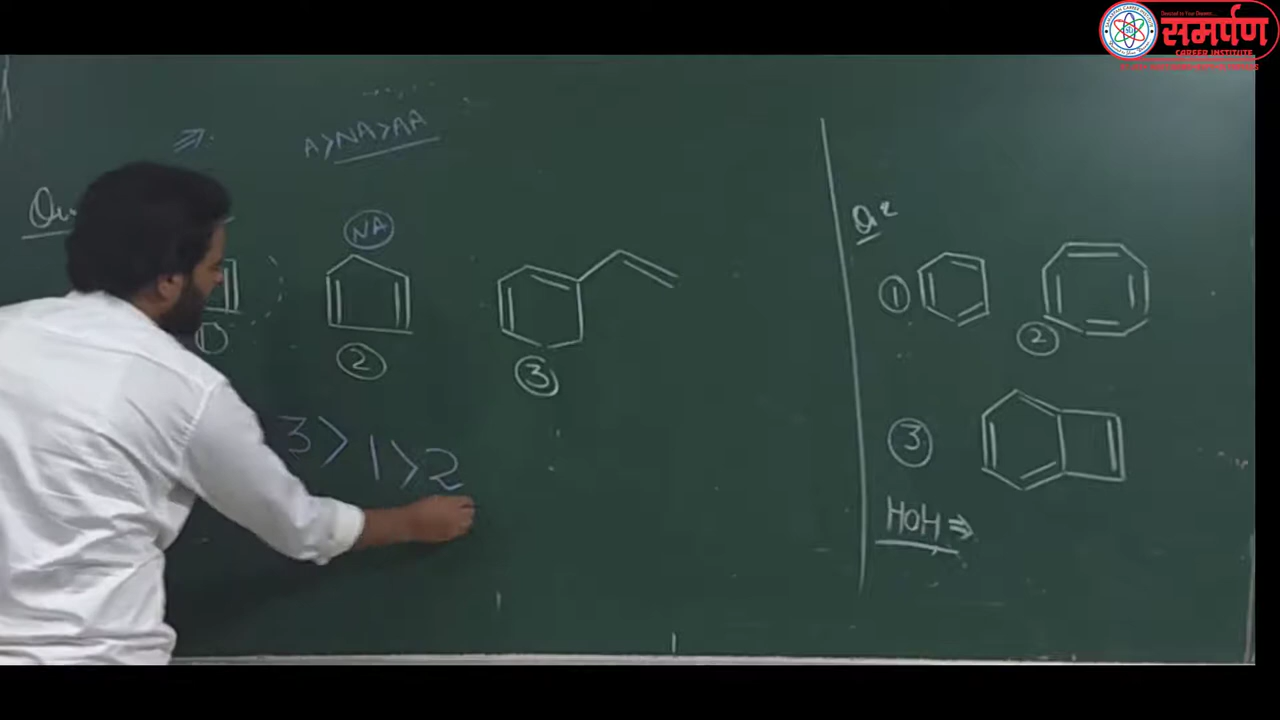 समर्पण
CAREER INSTITUTE
A>NA>AA
NA
1
2
3
3>1>2
Q2
1
2
3
HOH ⇒